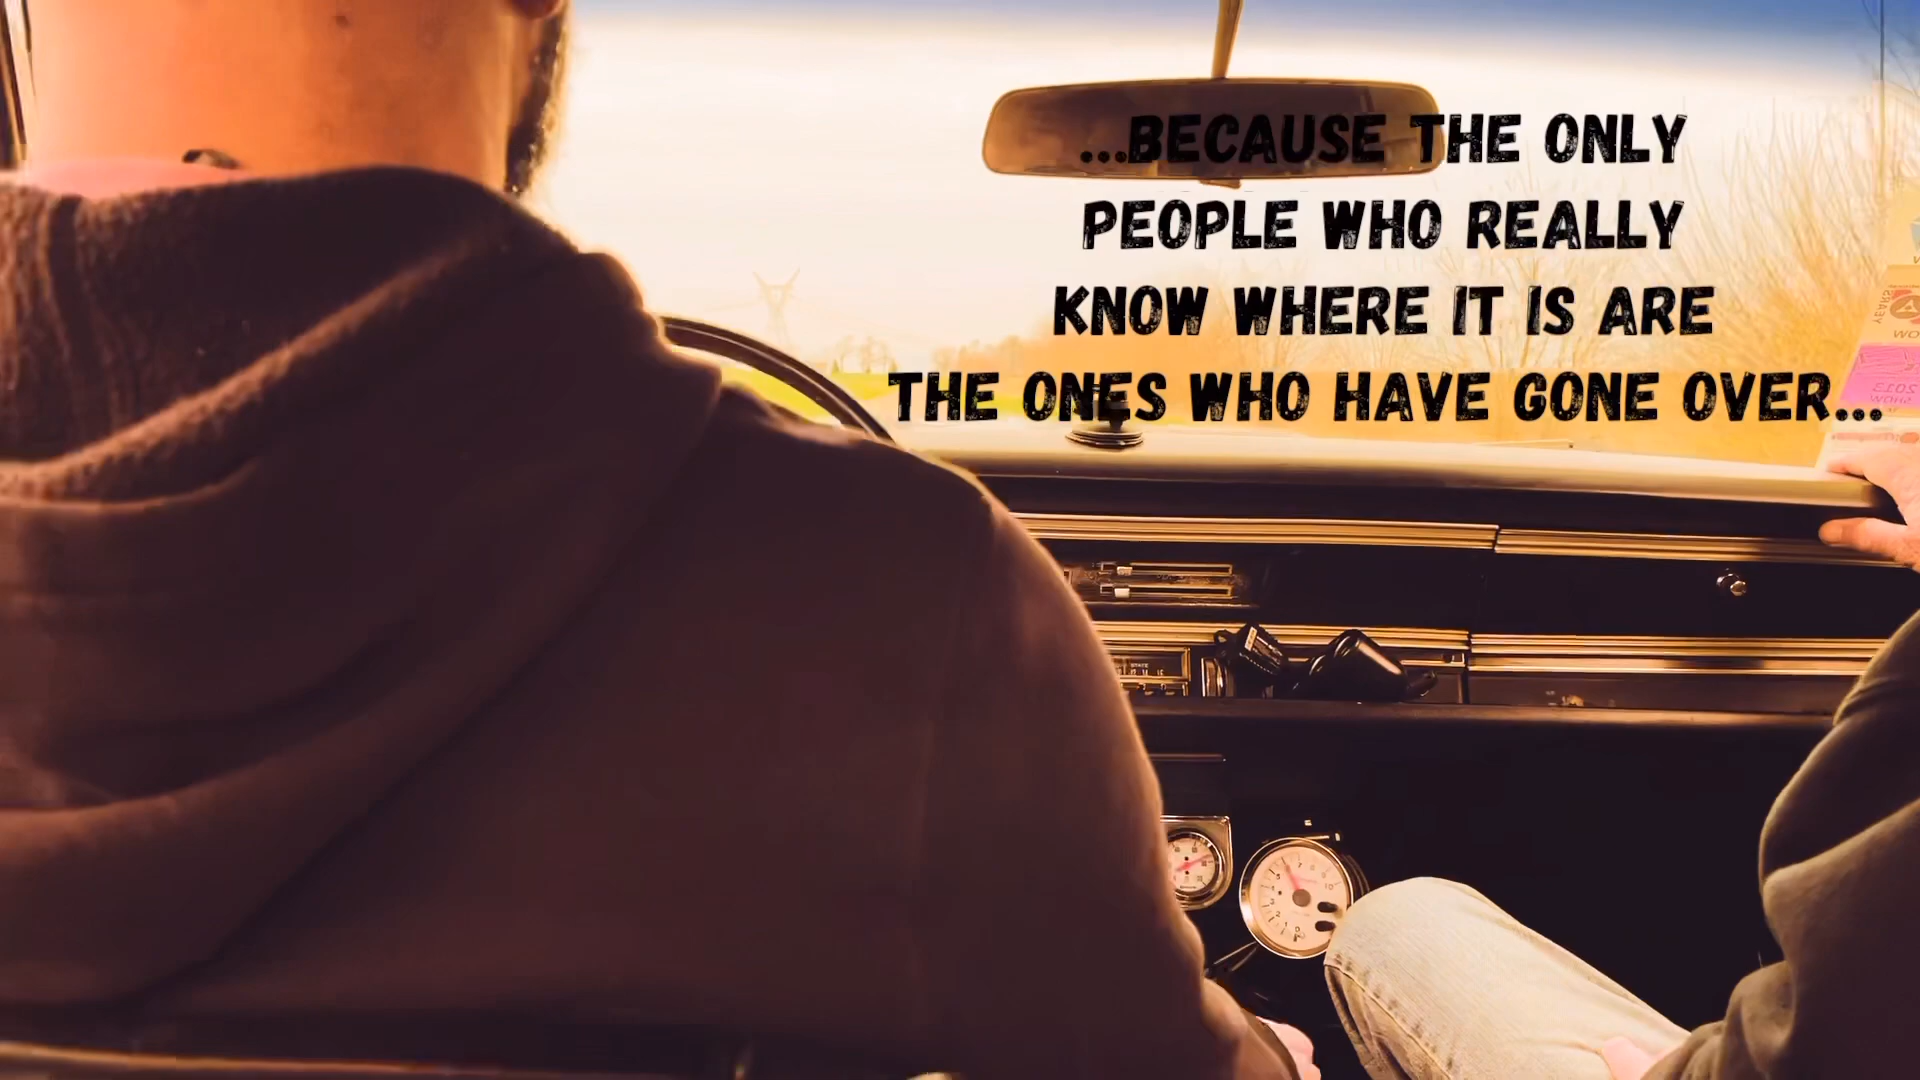 ...BECAUSE THE ONLY
PEOPLE WHO REALLY
KNOW WHERE IT IS ARE
THE ONES WHO HAVE GONE OVER...